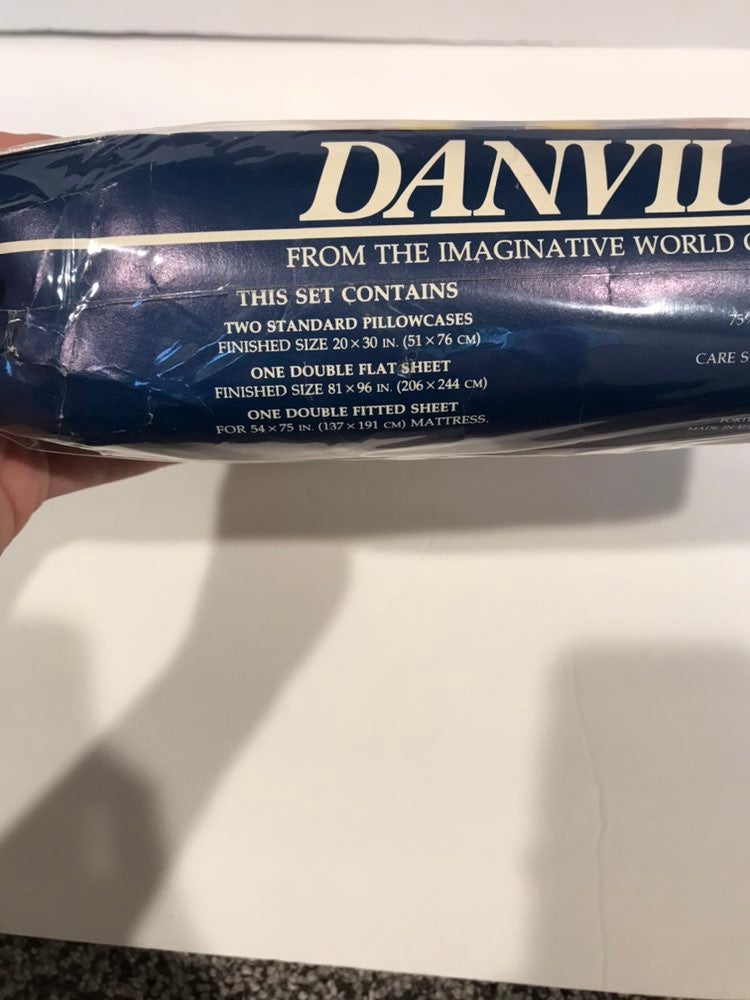 DANVIL
FROM THE IMAGINATIVE WORLD
THIS SET CONTAINS
TWO STANDARD PILLOWCASES
FINISHED SIZE 20 × 30 IN. (51 × 76 CM)
ONE DOUBLE FLAT SHEET
FINISHED SIZE 81 × 96 IN. (206 × 244 CM)
ONE DOUBLE FITTED SHEET
FOR 54 × 75 IN. (137 × 191 CM) MATTRESS.
CARE
MADE IN